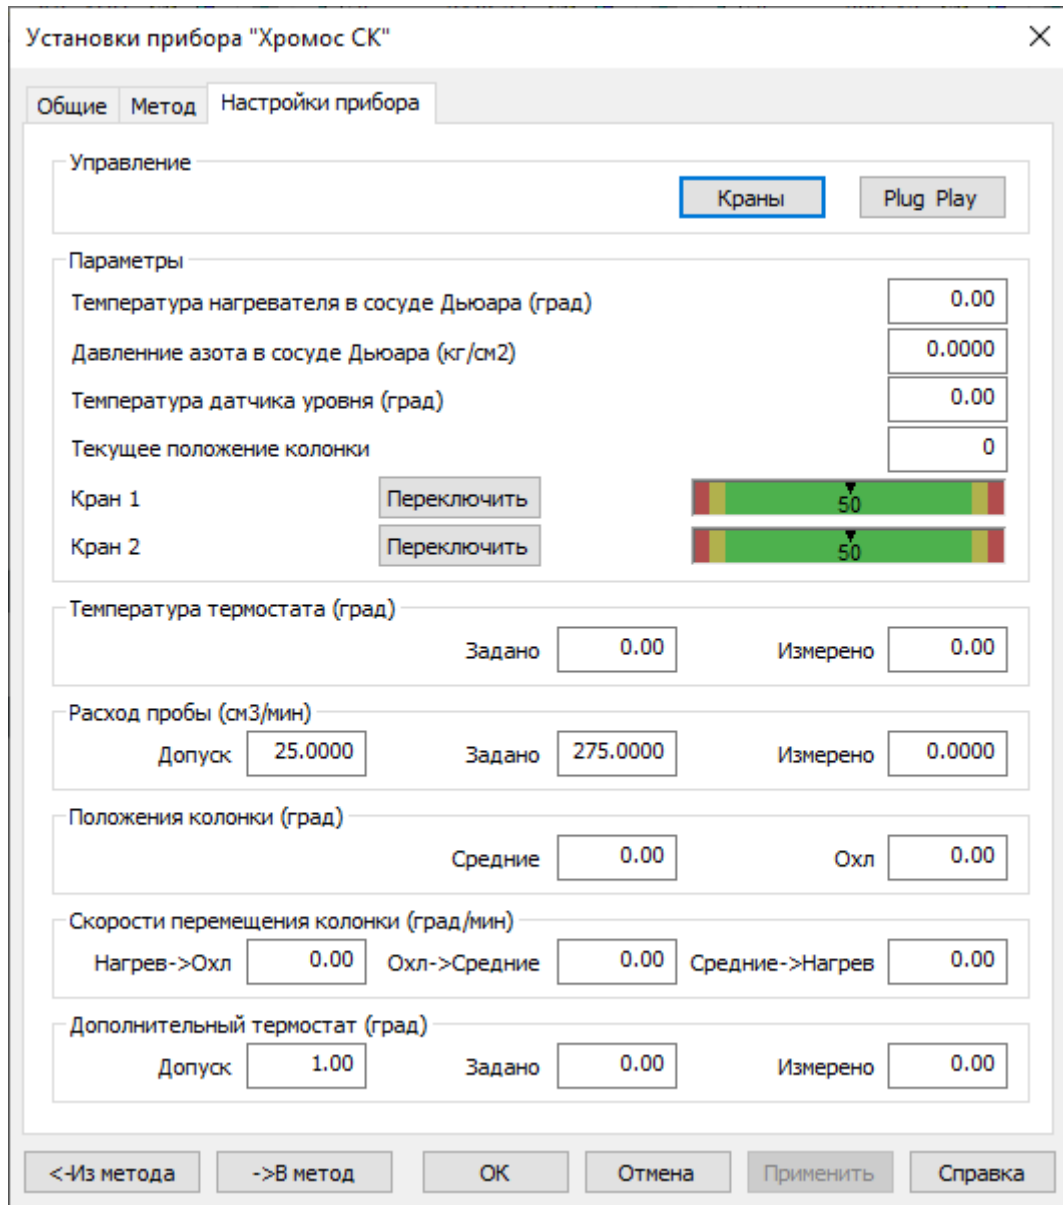 Установки прибора "Хромос СК"
Общие Метод Настройки прибора
Управление
Краны Plug Play
Параметры
Температура нагревателя в сосуде Дьюара (град) 0.00
Давленние азота в сосуде Дьюара (кг/см2) 0.0000
Температура датчика уровня (град) 0.00
Текущее положение колонки 0
Кран 1 Переключить 50
Кран 2 Переключить 50
Температура термостата (град)
Задано 0.00 Измерено 0.00
Расход пробы (см3/мин)
Допуск 25.0000 Задано 275.0000 Измерено 0.0000
Положения колонки (град)
Средние 0.00 Охл 0.00
Скорости перемещения колонки (град/мин)
Нагрев->Охл 0.00 Охл->Средние 0.00 Средние->Нагрев 0.00
Дополнительный термостат (град)
Допуск 1.00 Задано 0.00 Измерено 0.00
<-Из метода ->В метод ОК Отмена Применить Справка